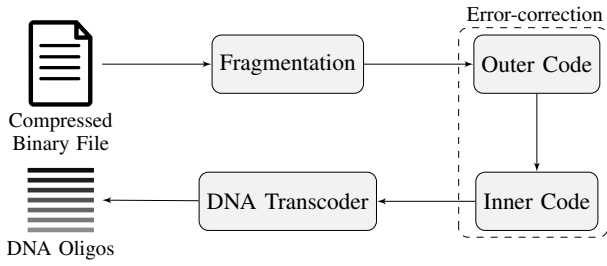 Error-correction
Fragmentation
Outer Code
Compressed
Binary File
DNA Transcoder
Inner Code
DNA Oligos